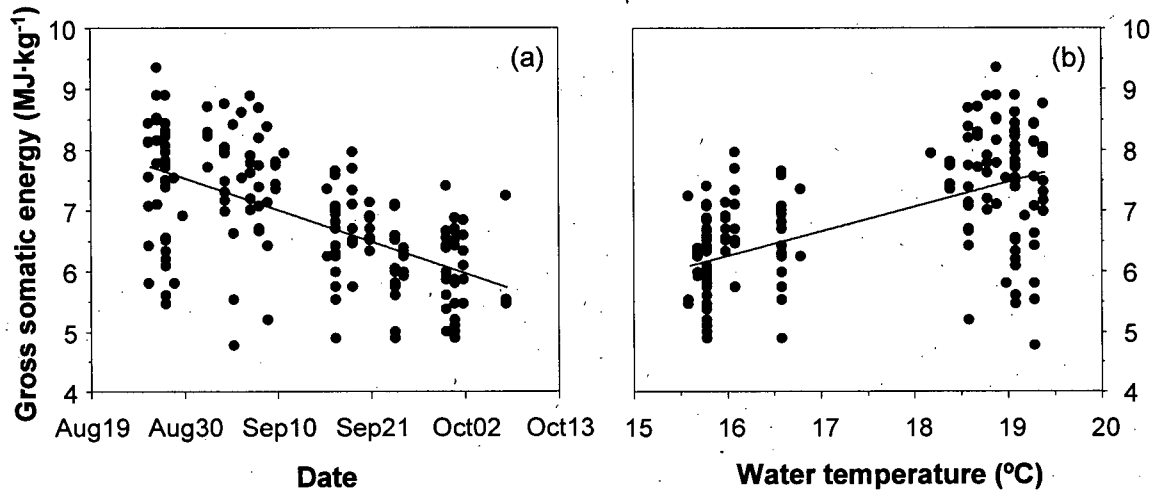 10
9
8
7
6
5
4
Gross somatic energy (MJ·kg⁻¹)
(a)
Aug19 Aug30 Sep10 Sep21 Oct02 Oct13
Date
(b)
10
9
8
7
6
5
4
15 16 17 18 19 20
Water temperature (ºC)